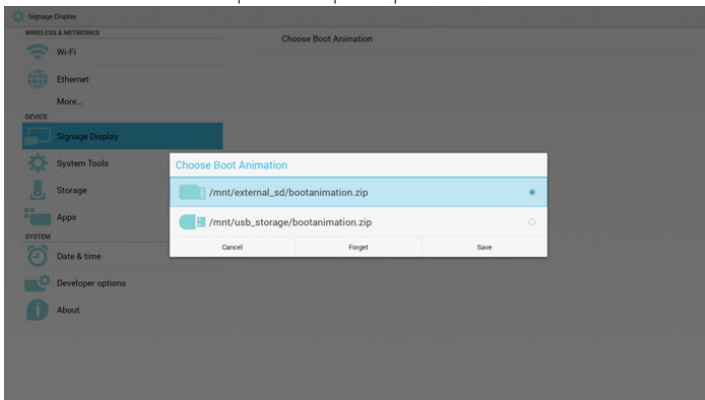 Signage Display
WIRELESS & NETWORKS
Choose Boot Animation
Wi-Fi
Ethernet
More...
DEVICE
Signage Display
System Tools
Storage
Apps
SYSTEM
Date & time
Developer options
About
Choose Boot Animation
/mnt/external_sd/bootanimation.zip
/mnt/usb_storage/bootanimation.zip
Cancel Forget Save